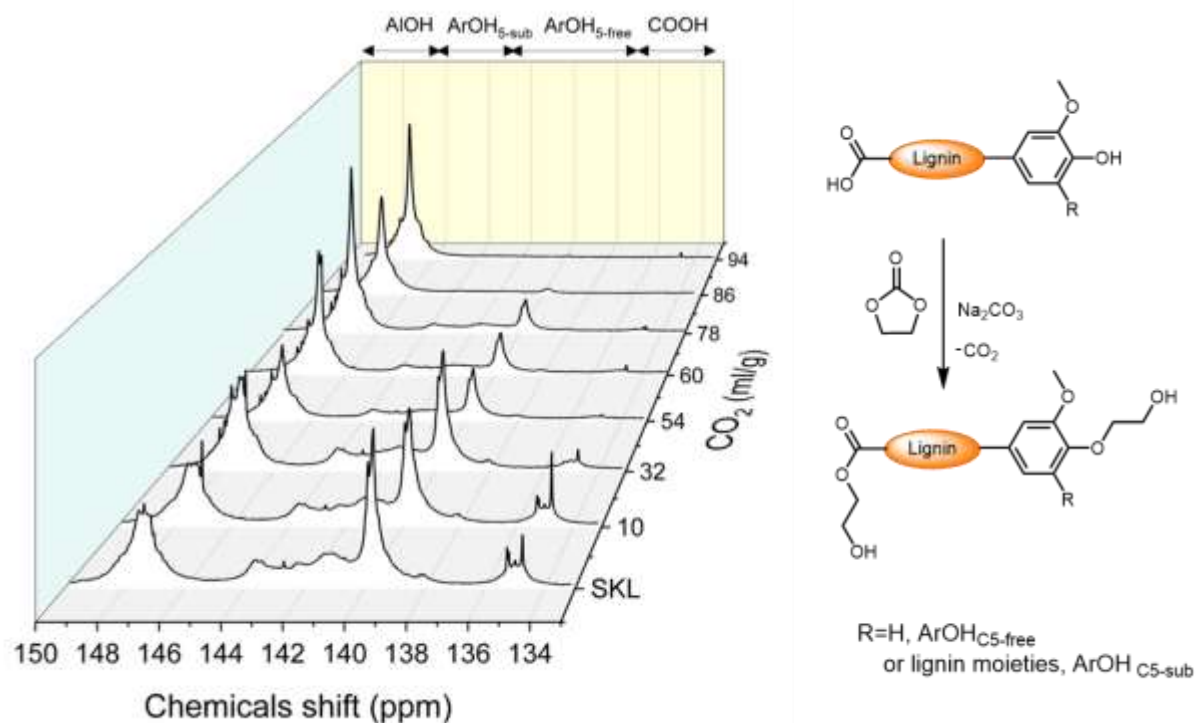 AlOH ArOH5-sub ArOH5-free COOH
94
86
78
60
54
32
10
SKL
CO2 (ml/g)
150 148 146 144 142 140 138 136 134
Chemicals shift (ppm)
O
O
HO
Lignin
OH
R
O
O
O
Na2CO3
-CO2
OH
O
O
O
Lignin
O
R
OH
R=H, ArOHC5-free
or lignin moieties, ArOH C5-sub